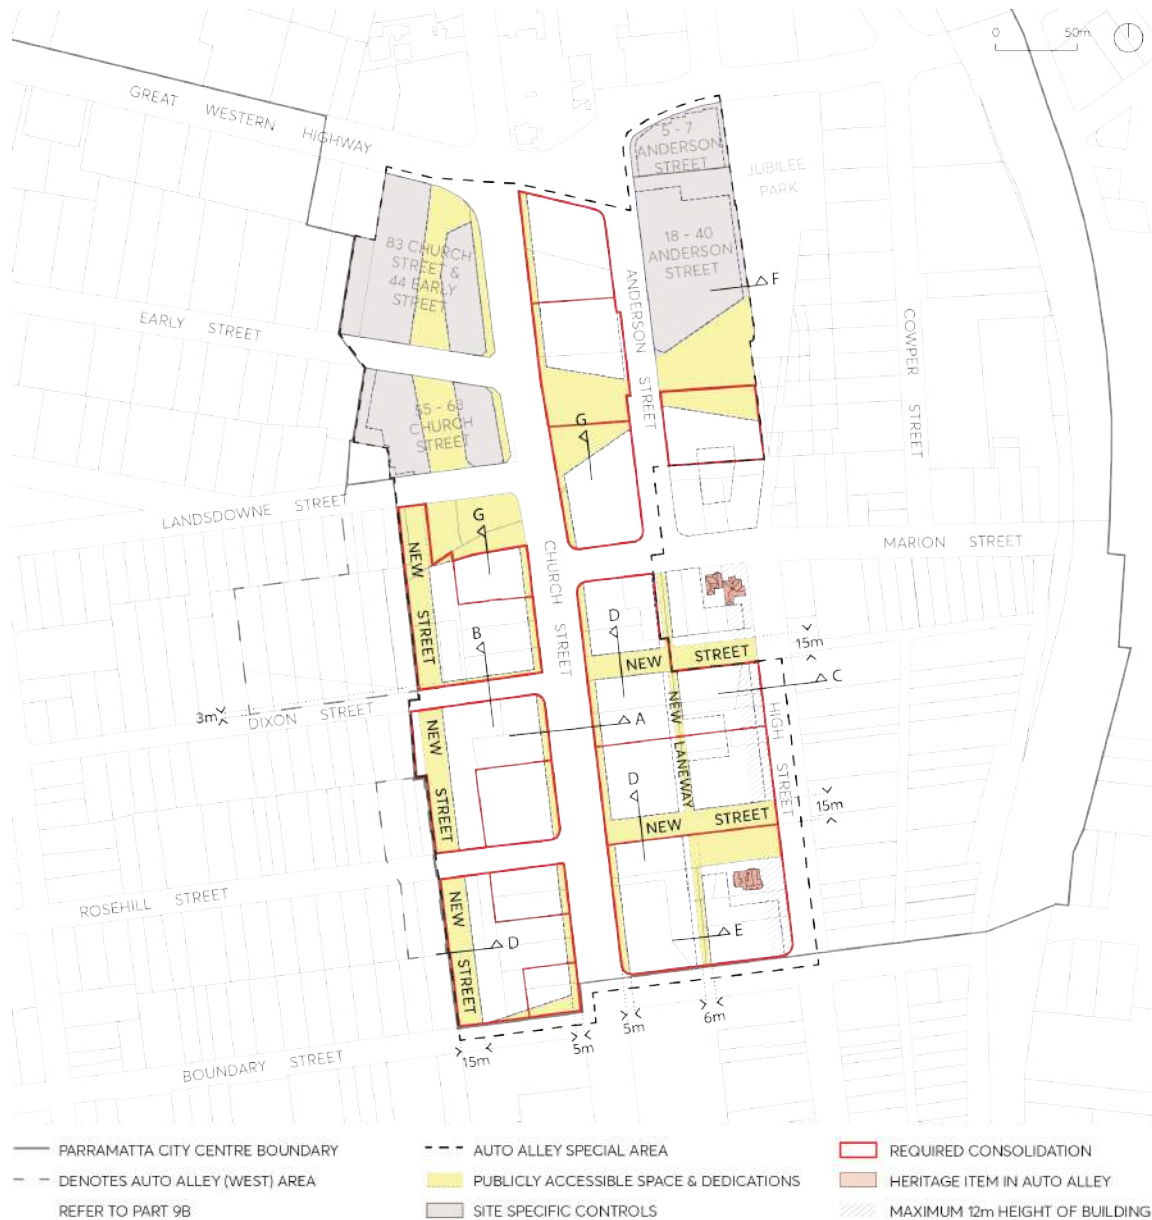 0 50m
GREAT WESTERN HIGHWAY
5 - 7
ANDERSON
STREET
JUBILEE
PARK
83 CHURCH
STREET &
44 EARLY
STREET
18 - 40
ANDERSON
STREET
F
ANDERSON STREET
EARLY STREET
COWPER STREET
55 - 63
CHURCH
STREET
G
LANDSDOWNE STREET
G
NEW STREET
CHURCH STREET
MARION STREET
D
B
15m
NEW STREET
C
3m
DIXON STREET
NEW STREET
A
NEW LANEWAY
HIGH STREET
D
15m
NEW STREET
ROSEHILL STREET
NEW STREET
D
E
5m
6m
5m
15m
BOUNDARY STREET
PARRAMATTA CITY CENTRE BOUNDARY
AUTO ALLEY SPECIAL AREA
REQUIRED CONSOLIDATION
DENOTES AUTO ALLEY (WEST) AREA
PUBLICLY ACCESSIBLE SPACE & DEDICATIONS
HERITAGE ITEM IN AUTO ALLEY
REFER TO PART 9B
SITE SPECIFIC CONTROLS
MAXIMUM 12m HEIGHT OF BUILDING